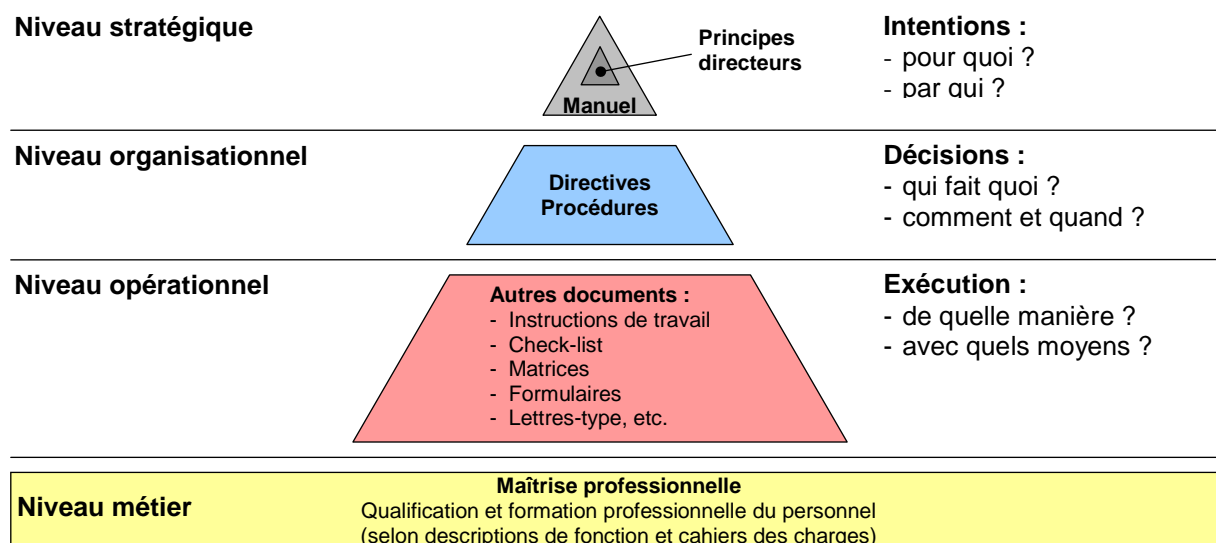 Niveau stratégique
Principes
directeurs
Manuel
Intentions :
- pour quoi ?
- par qui ?
Niveau organisationnel
Directives
Procédures
Décisions :
- qui fait quoi ?
- comment et quand ?
Niveau opérationnel
Autres documents :
- Instructions de travail
- Check-list
- Matrices
- Formulaires
- Lettres-type, etc.
Exécution :
- de quelle manière ?
- avec quels moyens ?
Niveau métier
Maîtrise professionnelle
Qualification et formation professionnelle du personnel
(selon descriptions de fonction et cahiers des charges)